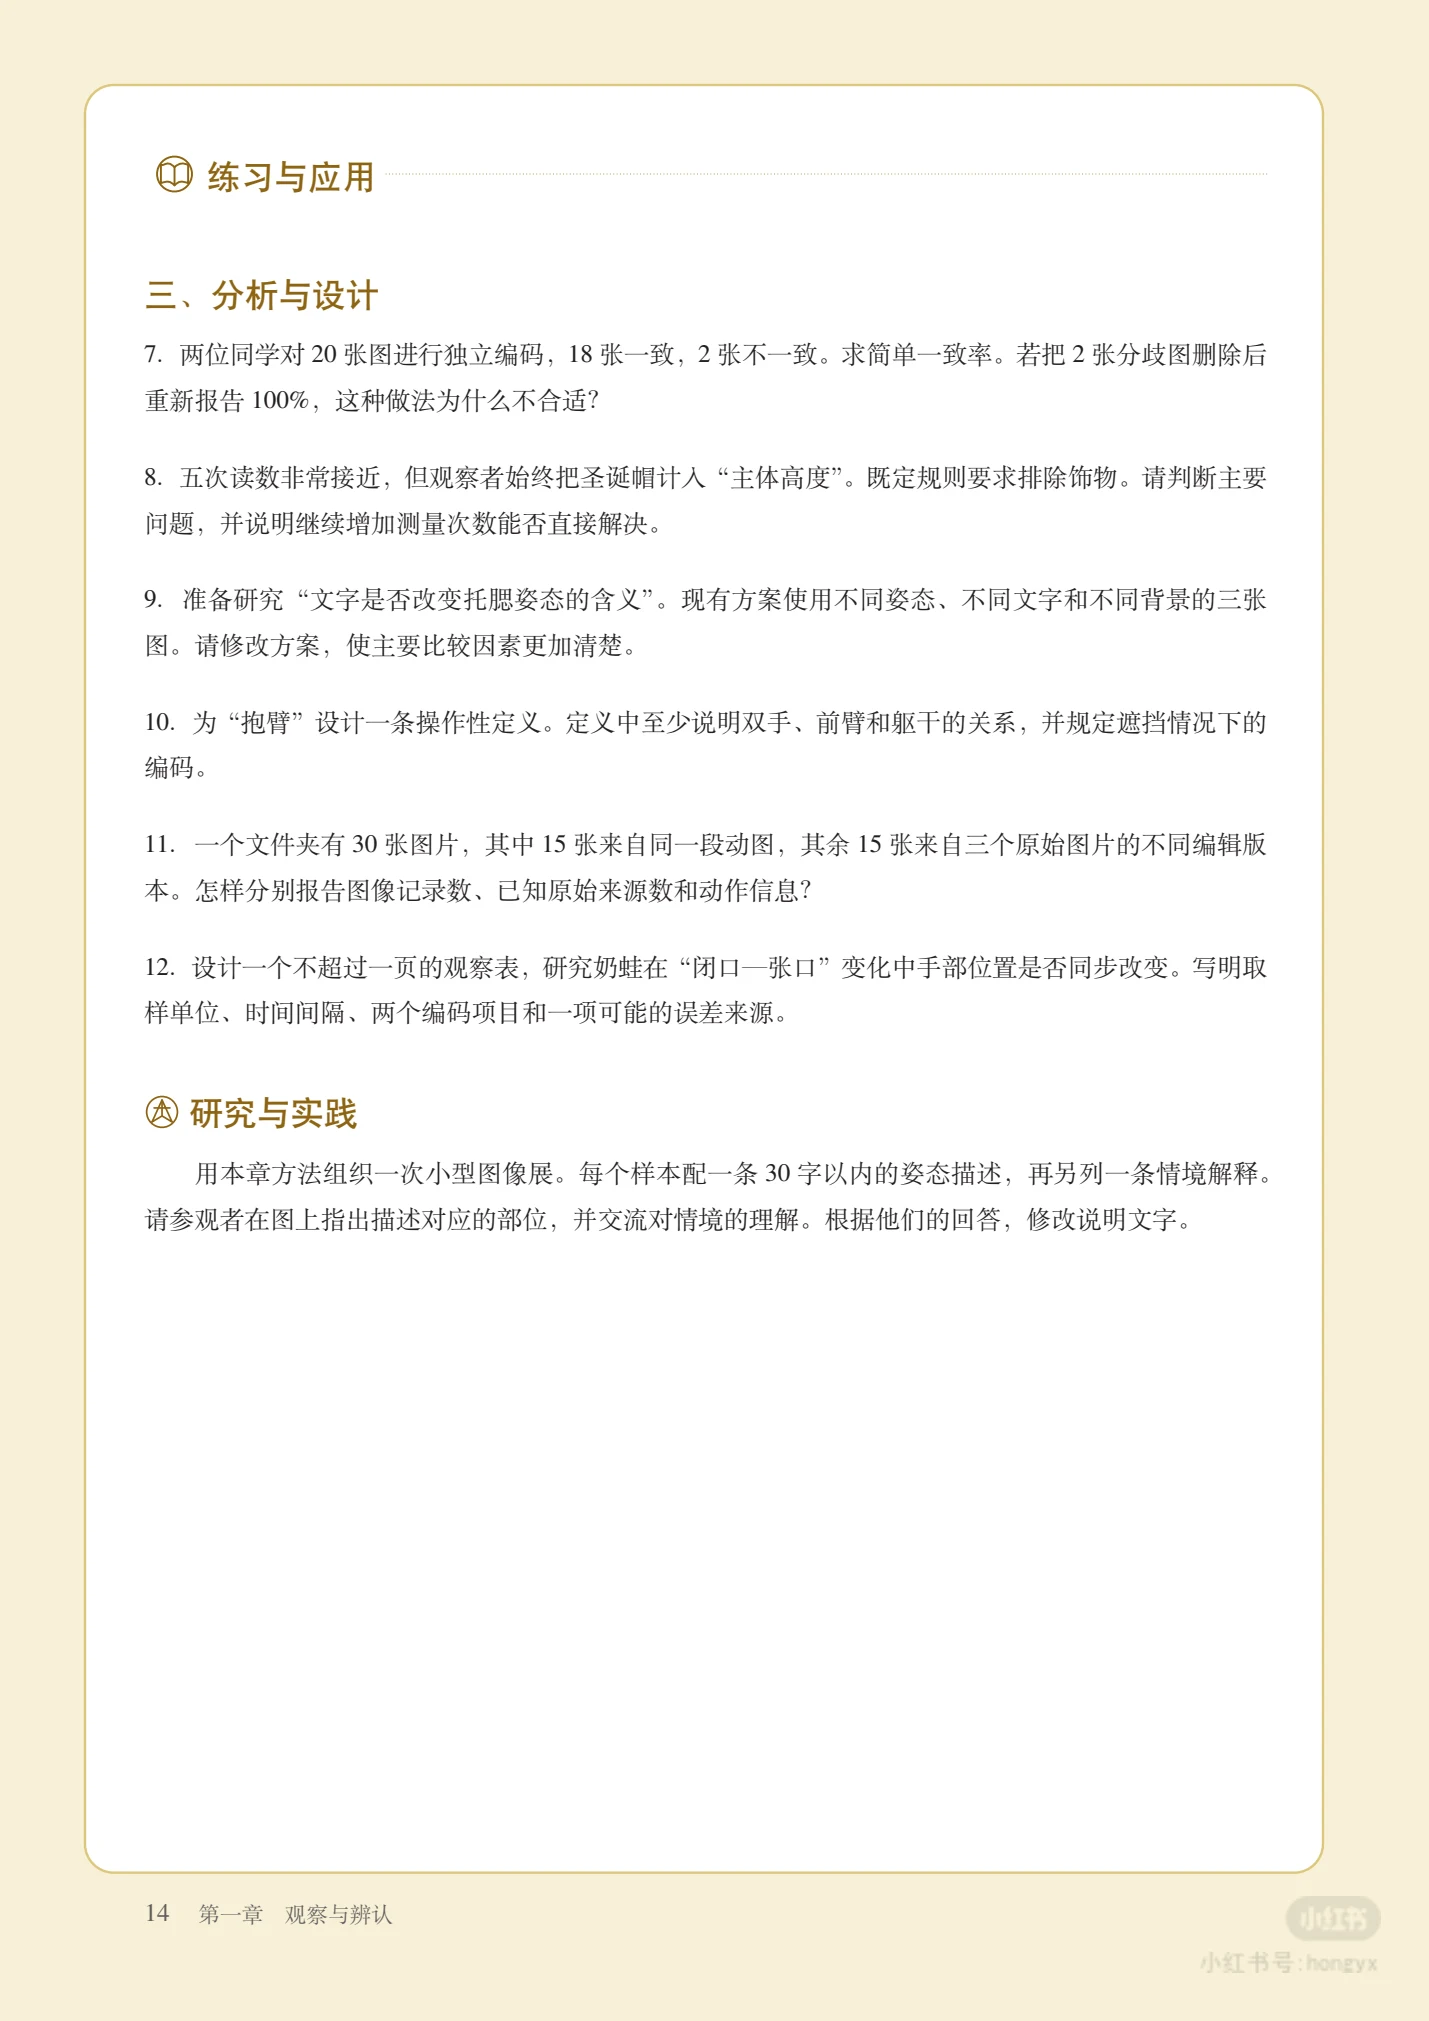 练习与应用
三、分析与设计
7. 两位同学对 20 张图进行独立编码，18 张一致，2 张不一致。求简单一致率。若把 2 张分歧图删除后
重新报告 100%，这种做法为什么不合适？
8. 五次读数非常接近，但观察者始终把圣诞帽计入“主体高度”。既定规则要求排除饰物。请判断主要
问题，并说明继续增加测量次数能否直接解决。
9. 准备研究“文字是否改变托腮姿态的含义”。现有方案使用不同姿态、不同文字和不同背景的三张
图。请修改方案，使主要比较因素更加清楚。
10. 为“抱臂”设计一条操作性定义。定义中至少说明双手、前臂和躯干的关系，并规定遮挡情况下的
编码。
11. 一个文件夹有 30 张图片，其中 15 张来自同一段动图，其余 15 张来自三个原始图片的不同编辑版
本。怎样分别报告图像记录数、已知原始来源数和动作信息？
12. 设计一个不超过一页的观察表，研究奶蛙在“闭口—张口”变化中手部位置是否同步改变。写明取
样单位、时间间隔、两个编码项目和一项可能的误差来源。
研究与实践
用本章方法组织一次小型图像展。每个样本配一条 30 字以内的姿态描述，再另列一条情境解释。
请参观者在图上指出描述对应的部位，并交流对情境的理解。根据他们的回答，修改说明文字。
14 第一章 观察与辨认
小红书
小红书号:hongyx